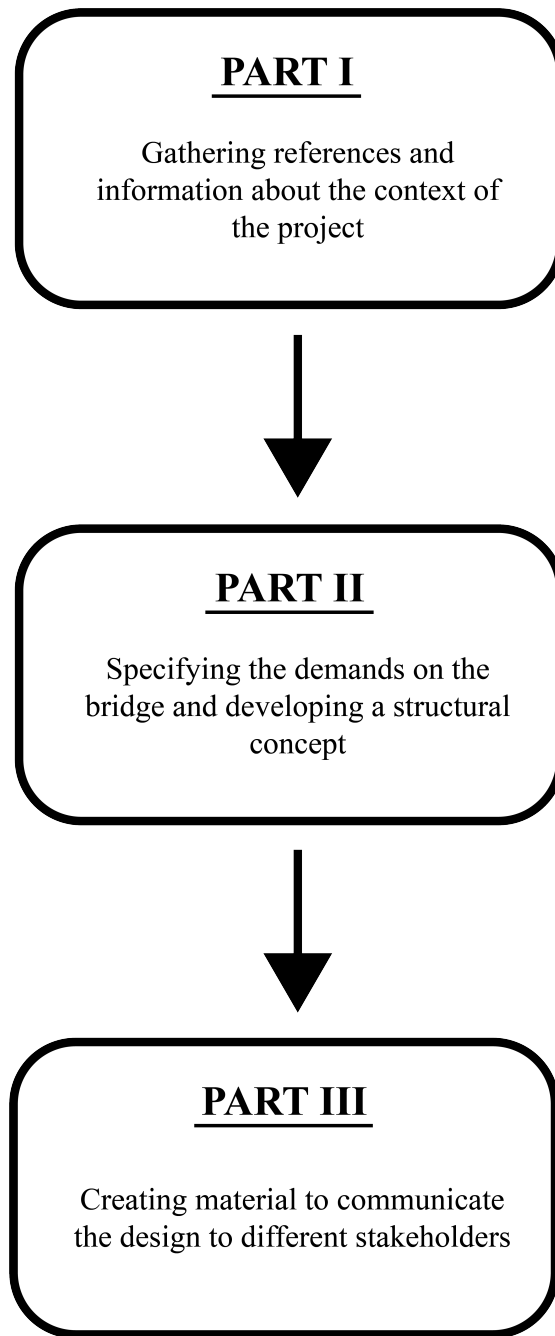 PART I
Gathering references and
information about the context of
the project
PART II
Specifying the demands on the
bridge and developing a structural
concept
PART III
Creating material to communicate
the design to different stakeholders